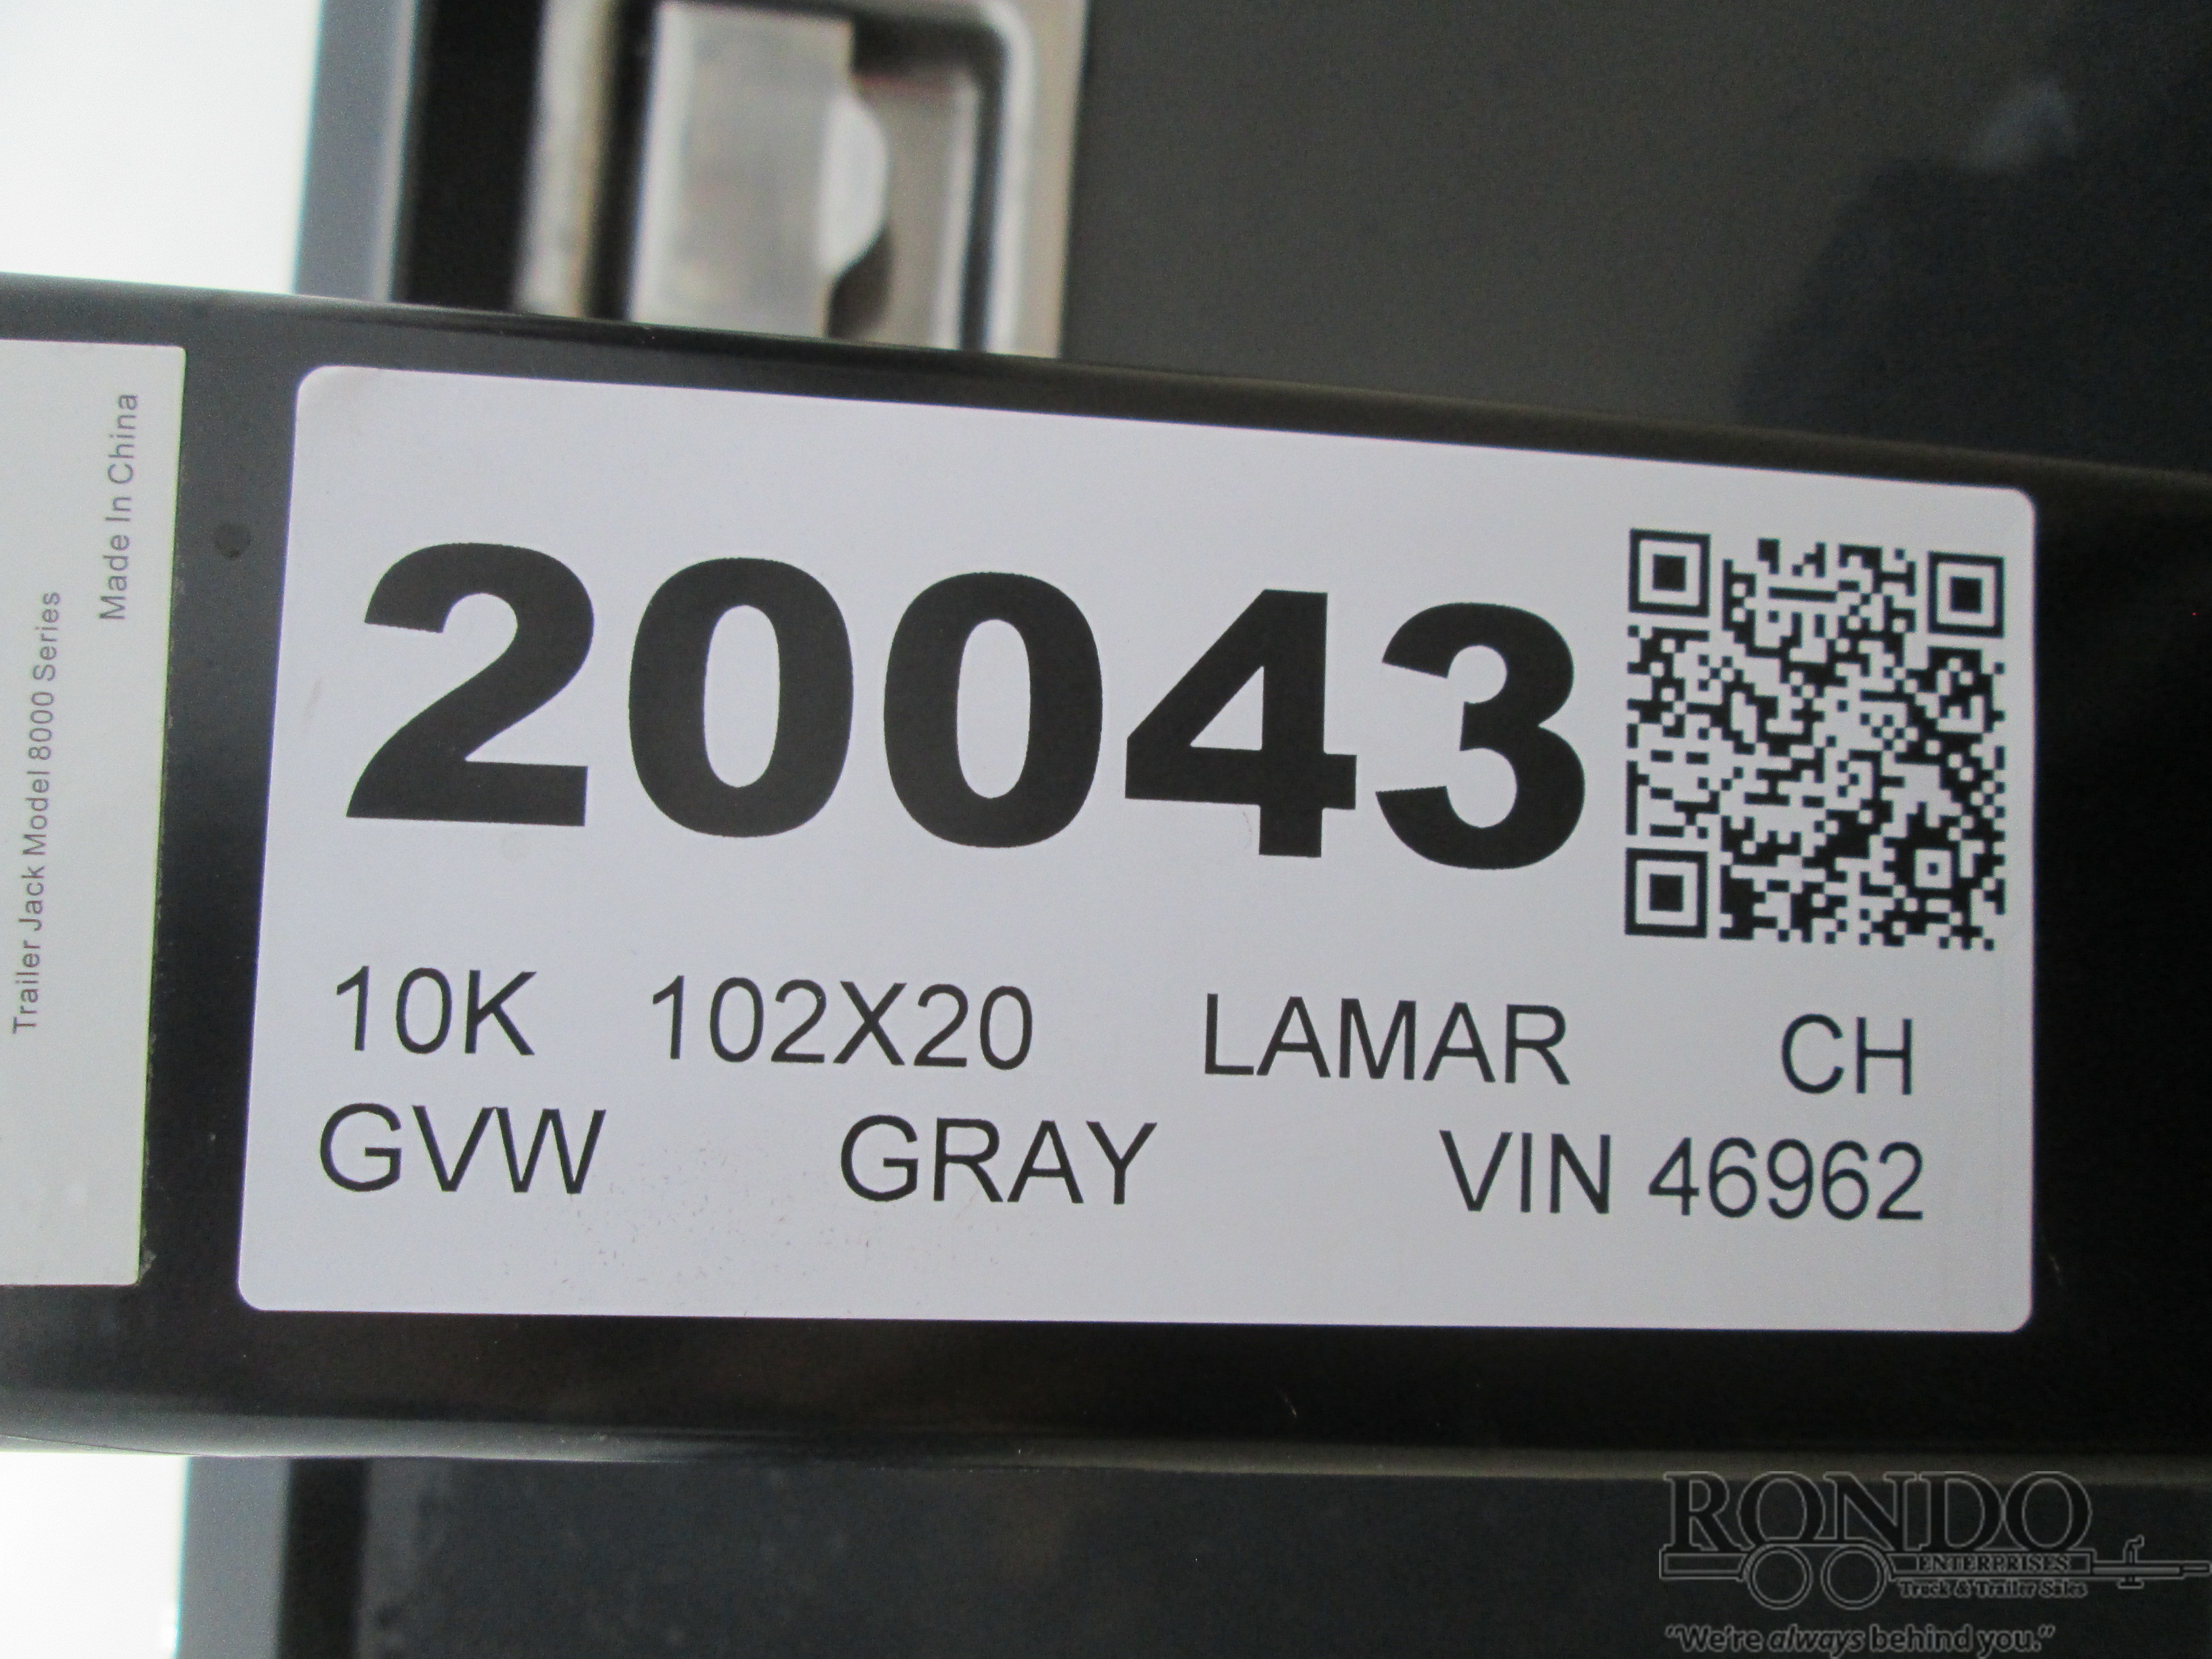 Made In China
Trailer Jack Model 8000 Series
20043
10K 102X20 LAMAR CH
GVW GRAY VIN 46962
RONDO
ENTERPRISES
Truck & Trailer Sales
"We're always behind you."